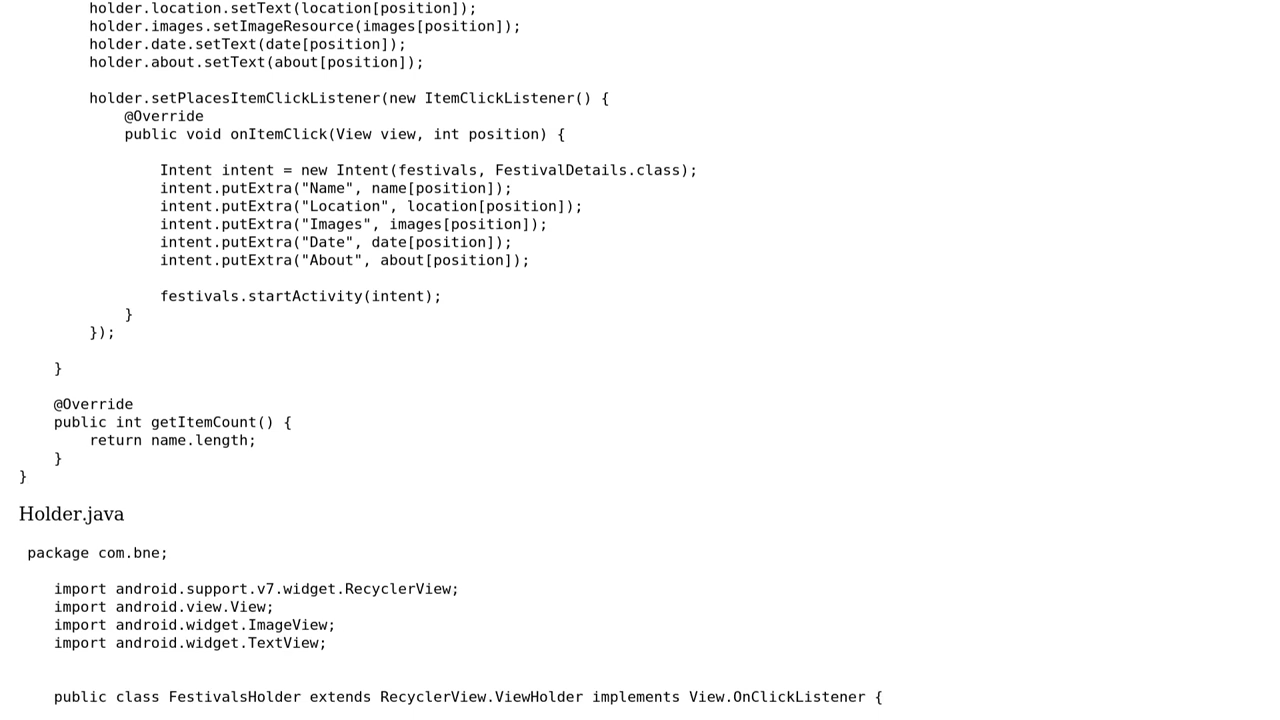 holder.location.setText(location[position]);
holder.images.setImageResource(images[position]);
holder.date.setText(date[position]);
holder.about.setText(about[position]);
holder.setPlacesItemClickListener(new ItemClickListener() {
@Override
public void onItemClick(View view, int position) {
Intent intent = new Intent(festivals, FestivalDetails.class);
intent.putExtra("Name", name[position]);
intent.putExtra("Location", location[position]);
intent.putExtra("Images", images[position]);
intent.putExtra("Date", date[position]);
intent.putExtra("About", about[position]);
festivals.startActivity(intent);
}
});
}
@Override
public int getItemCount() {
return name.length;
}
}
Holder.java
package com.bne;
import android.support.v7.widget.RecyclerView;
import android.view.View;
import android.widget.ImageView;
import android.widget.TextView;
public class FestivalsHolder extends RecyclerView.ViewHolder implements View.OnClickListener {